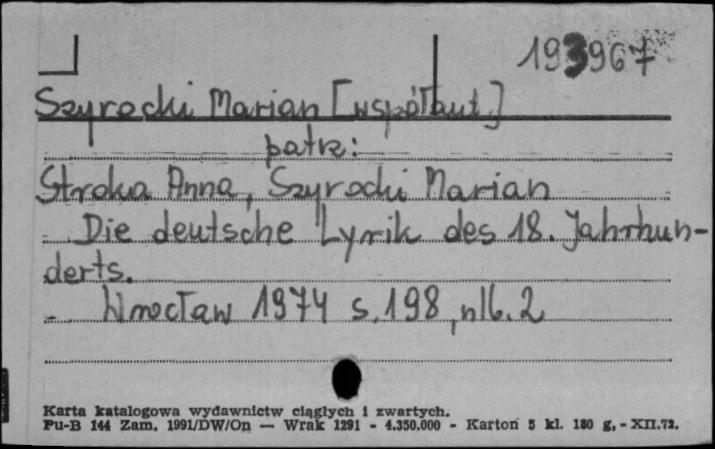 193967
Szyrocki Marian [współaut.]
patrz:
Stroka Anna, Szyrocki Marian
Die deutsche Lyrik des 18. Jahrhun-
derts.
Wrocław 1974 s. 198, nlb. 2
Karta katalogowa wydawnictw ciągłych i zwartych.
Pu-B 144 Zam. 1991/DW/On — Wrak 1291 - 4.350.000 - Karton 5 kl. 180 g, - XII.72.